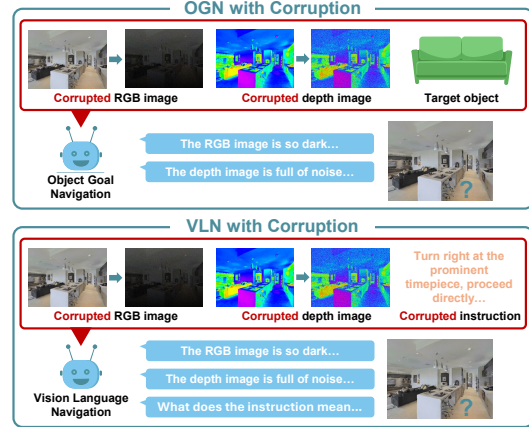 OGN with Corruption
Corrupted RGB image
Corrupted depth image
Target object
Object Goal
Navigation
The RGB image is so dark...
The depth image is full of noise...
?
VLN with Corruption
Corrupted RGB image
Corrupted depth image
Turn right at the
prominent
timepiece, proceed
directly...
Corrupted instruction
Vision Language
Navigation
The RGB image is so dark...
The depth image is full of noise...
What does the instruction mean...
?